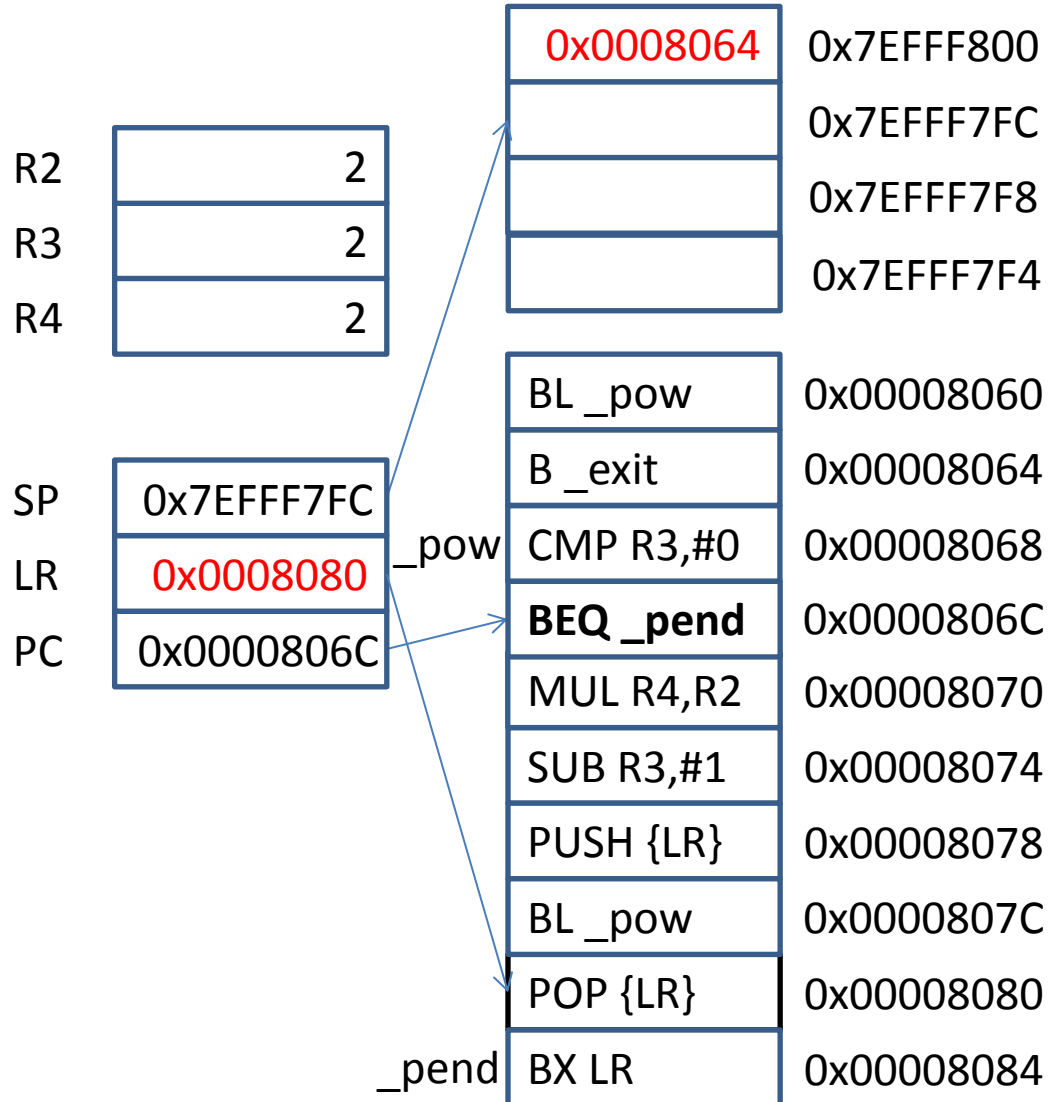 0x0008064 0x7EFFF800
0x7EFFF7FC
R2 2
0x7EFFF7F8
R3 2
0x7EFFF7F4
R4 2
BL _pow 0x00008060
B _exit 0x00008064
SP 0x7EFFF7FC
_pow CMP R3,#0 0x00008068
LR 0x0008080
BEQ _pend 0x0000806C
PC 0x0000806C
MUL R4,R2 0x00008070
SUB R3,#1 0x00008074
PUSH {LR} 0x00008078
BL _pow 0x0000807C
POP {LR} 0x00008080
_pend BX LR 0x00008084